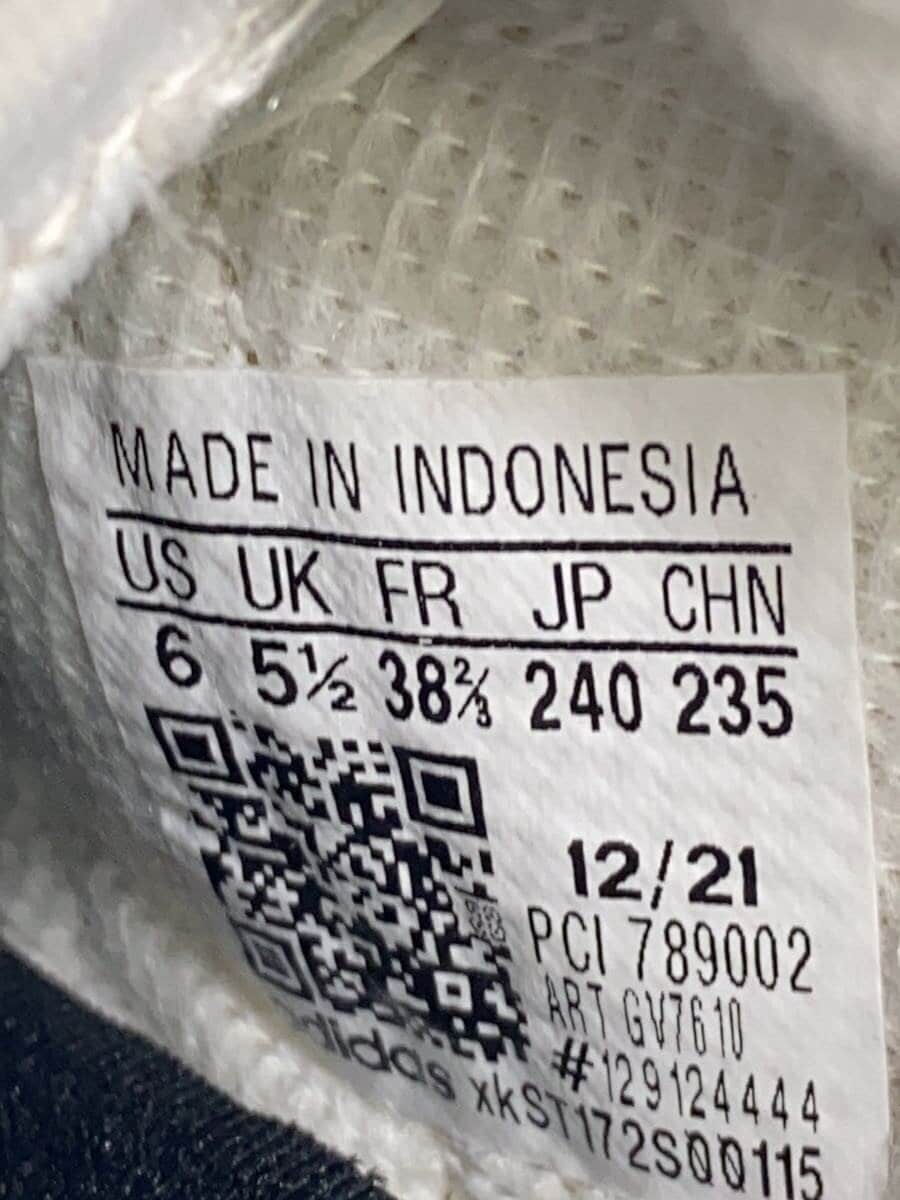 MADE IN INDONESIA
US UK FR JP CHN
6 5½ 38⅔ 240 235
12/21
PCI 789002
ART GV7610
#129124444
adidas xkST172S00115